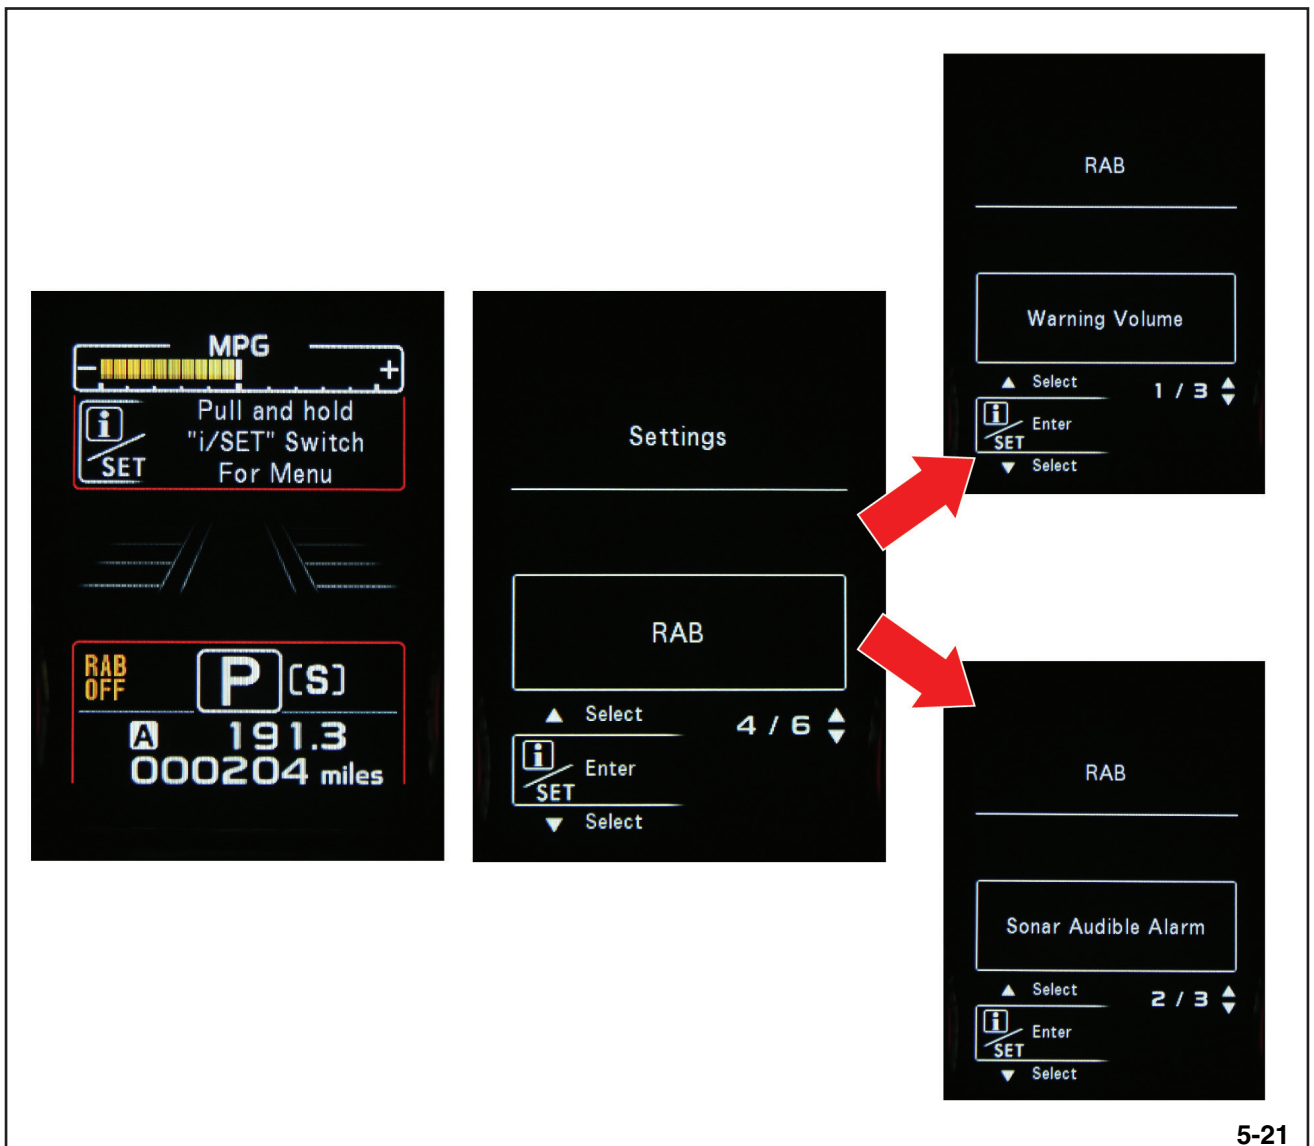 MPG
- +
i
SET
Pull and hold
"i/SET" Switch
For Menu
RAB
OFF
P [S]
A 191.3
000204 miles
Settings
RAB
▲ Select
4 / 6
i
SET
Enter
▼ Select
RAB
Warning Volume
▲ Select
1 / 3
i
SET
Enter
▼ Select
RAB
Sonar Audible Alarm
▲ Select
2 / 3
i
SET
Enter
▼ Select
5-21